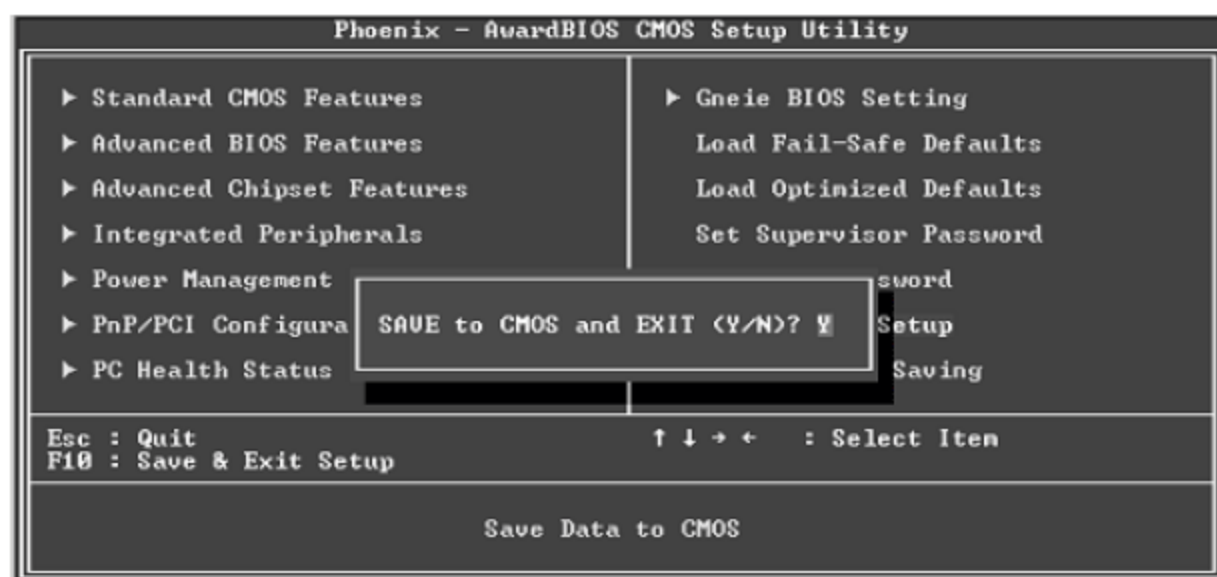 Phoenix - AwardBIOS CMOS Setup Utility
▶ Standard CMOS Features
▶ Advanced BIOS Features
▶ Advanced Chipset Features
▶ Integrated Peripherals
▶ Power Management
▶ PnP/PCI Configura
▶ PC Health Status
▶ Gneie BIOS Setting
Load Fail-Safe Defaults
Load Optimized Defaults
Set Supervisor Password
sword
Setup
Saving
SAVE to CMOS and EXIT (Y/N)? Y
Esc : Quit
F10 : Save & Exit Setup
↑ ↓ → ← : Select Item
Save Data to CMOS